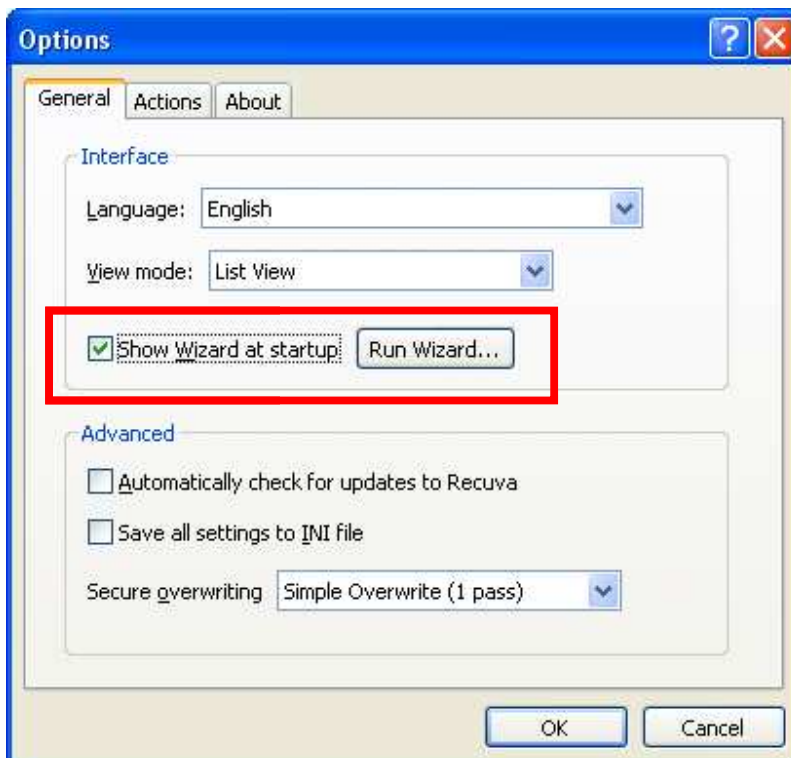 Options
General Actions About
Interface
Language: English
View mode: List View
Show Wizard at startup Run Wizard...
Advanced
Automatically check for updates to Recuva
Save all settings to INI file
Secure overwriting Simple Overwrite (1 pass)
OK Cancel